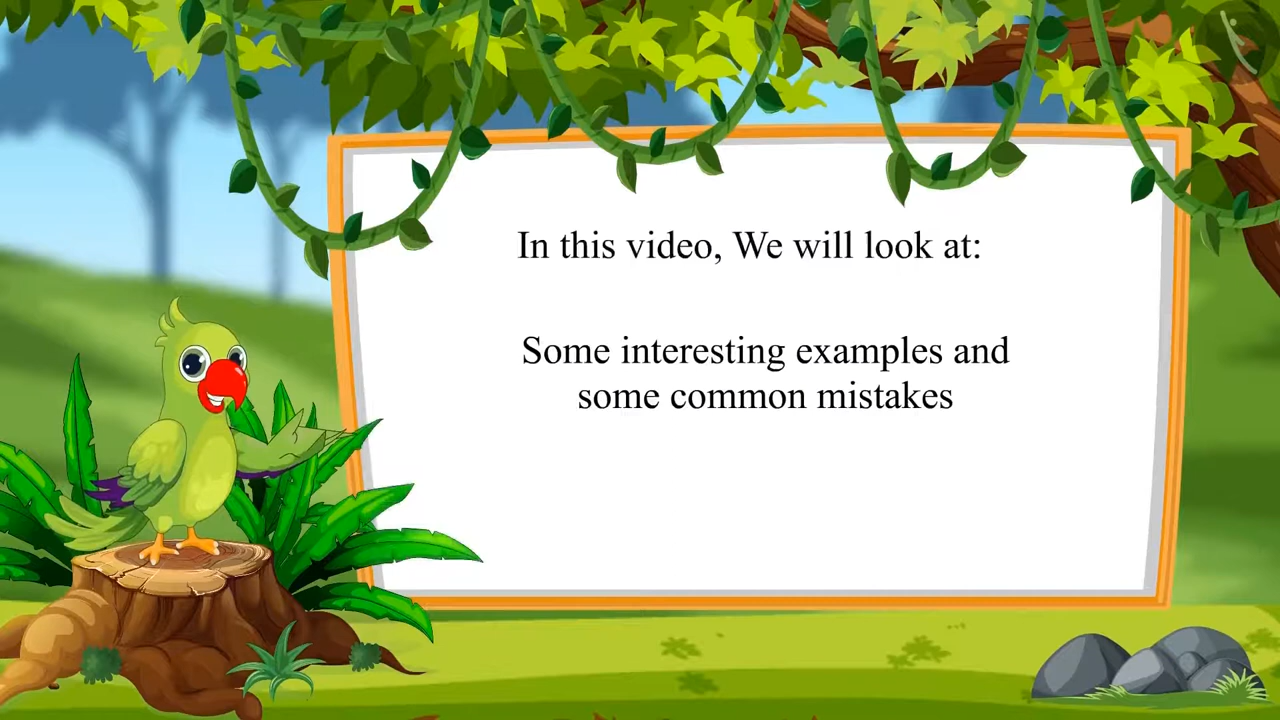 In this video, We will look at:
Some interesting examples and
some common mistakes